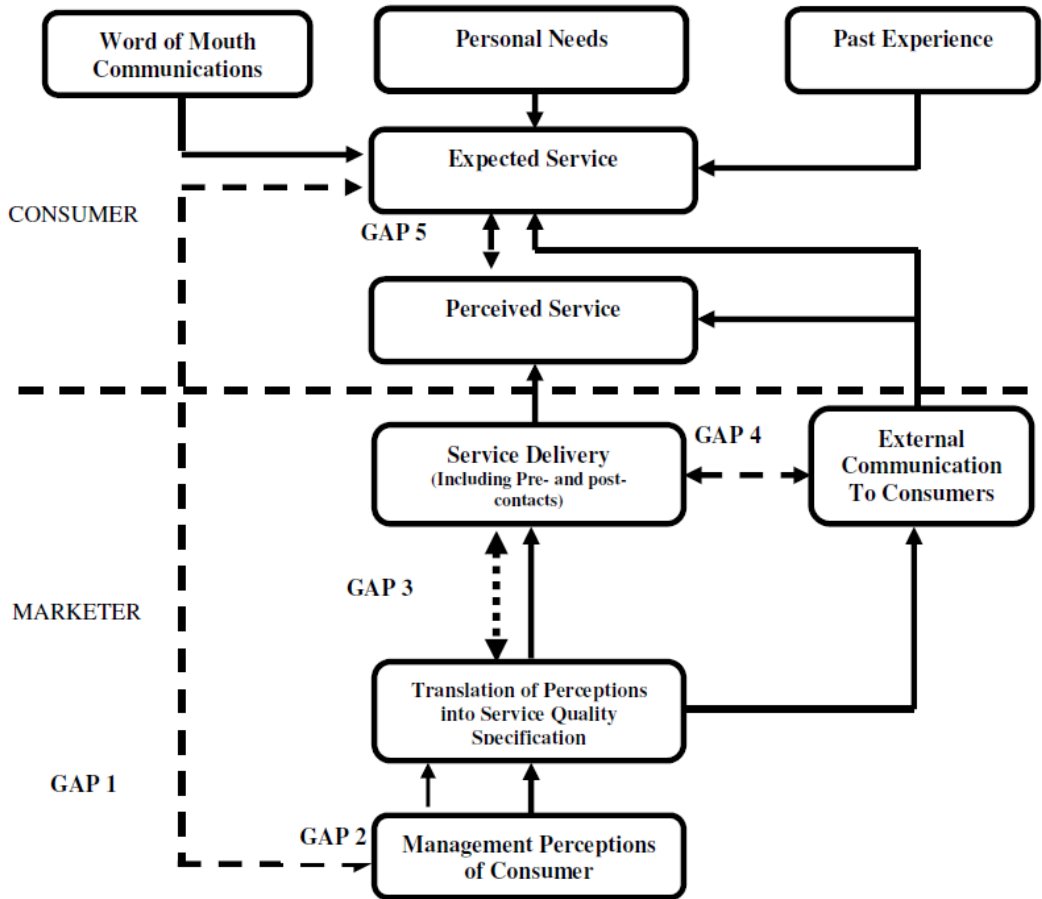 Word of Mouth
Communications
Personal Needs
Past Experience
Expected Service
CONSUMER
GAP 5
Perceived Service
GAP 4
Service Delivery
(Including Pre- and post-
contacts)
External
Communication
To Consumers
GAP 3
MARKETER
Translation of Perceptions
into Service Quality
Specification
GAP 1
GAP 2
Management Perceptions
of Consumer